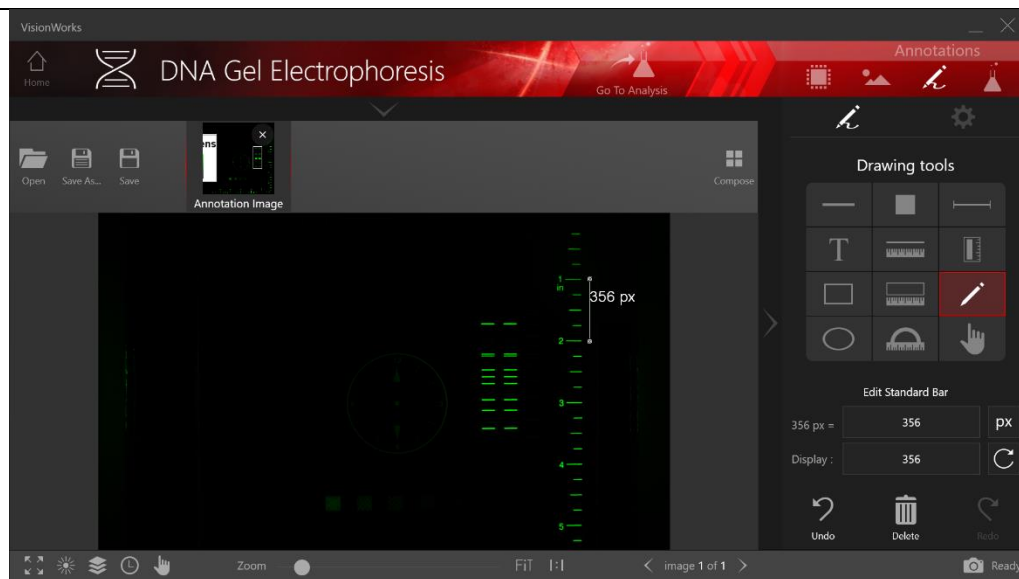 VisionWorks
Home
DNA Gel Electrophoresis
Go To Analysis
Annotations
Open
Save As...
Save
ens
Annotation Image
Compose
Drawing tools
T
1
in
356 px
2
3
4
5
Edit Standard Bar
356 px =
356
px
Display :
356
Undo
Delete
Redo
Zoom
FiT
1:1
image 1 of 1
Ready